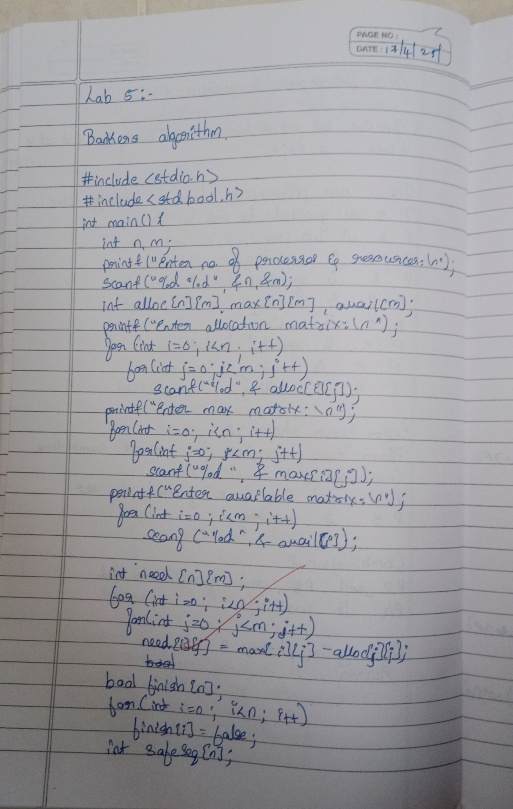 PAGE NO:
DATE: 17/4/25
Lab 5:-
Bankers algorithm.
#include <stdio.h>
#include <stdbool.h>
int main() {
int n, m;
printf("Enter no of processes & resources:\n");
scanf("%d %d", &n, &m);
int alloc[n][m], max[n][m], avail[m];
printf("Enter allocation matrix:\n");
for (int i=0; i<n; i++)
for(int j=0; j<m; j++)
scanf("%d", & alloc[i][j]);
printf("Enter max matrix: \n");
for(int i=0; i<n; i++)
for(int j=0; j<m; j++)
scanf("%d", & max[i][j]);
printf("Enter available matrix:\n");
for (int i=0; i<m; i++)
scanf ("%d", & avail[i]);
int need [n][m];
for (int i=0; i<n; i++)
for(int j=0; j<m; j++)
need[i][j] = max[i][j] - alloc[j][j];
bool
bool finish[n];
for(int i=0; i<n; i++)
finish[i] = false;
int safeseq[n];